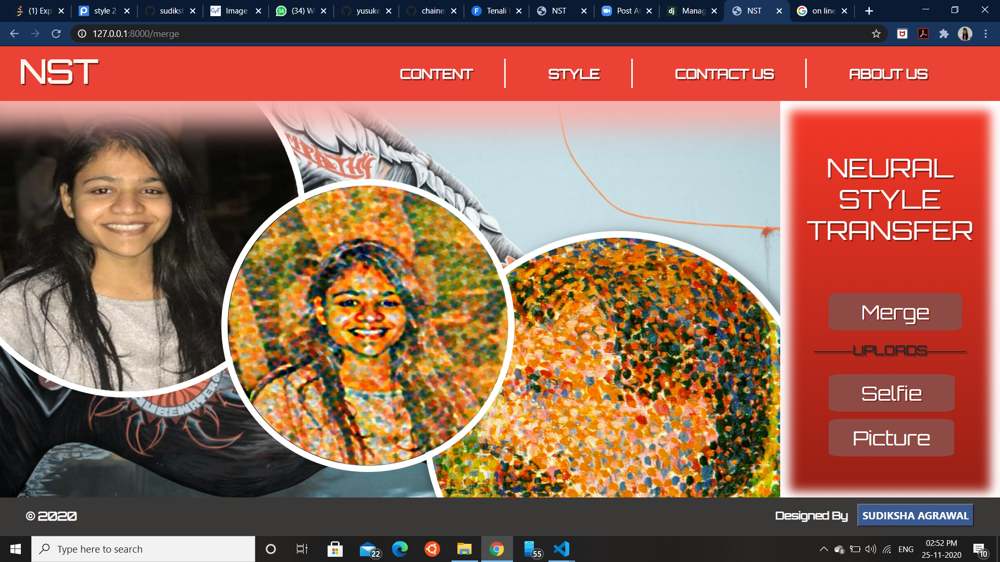 (1) Exp
style 2
sudiksh
Image
(34) W
yusuke
chaine
Tenali
NST
Post A
Manag
NST
on line
127.0.0.1:8000/merge
NST
CONTENT
STYLE
CONTACT US
ABOUT US
NEURAL
STYLE
TRANSFER
Merge
UPLOADS
Selfie
Picture
© 2020
Designed By
SUDIKSHA AGRAWAL
Type here to search
22
55
ENG
02:52 PM
25-11-2020
10